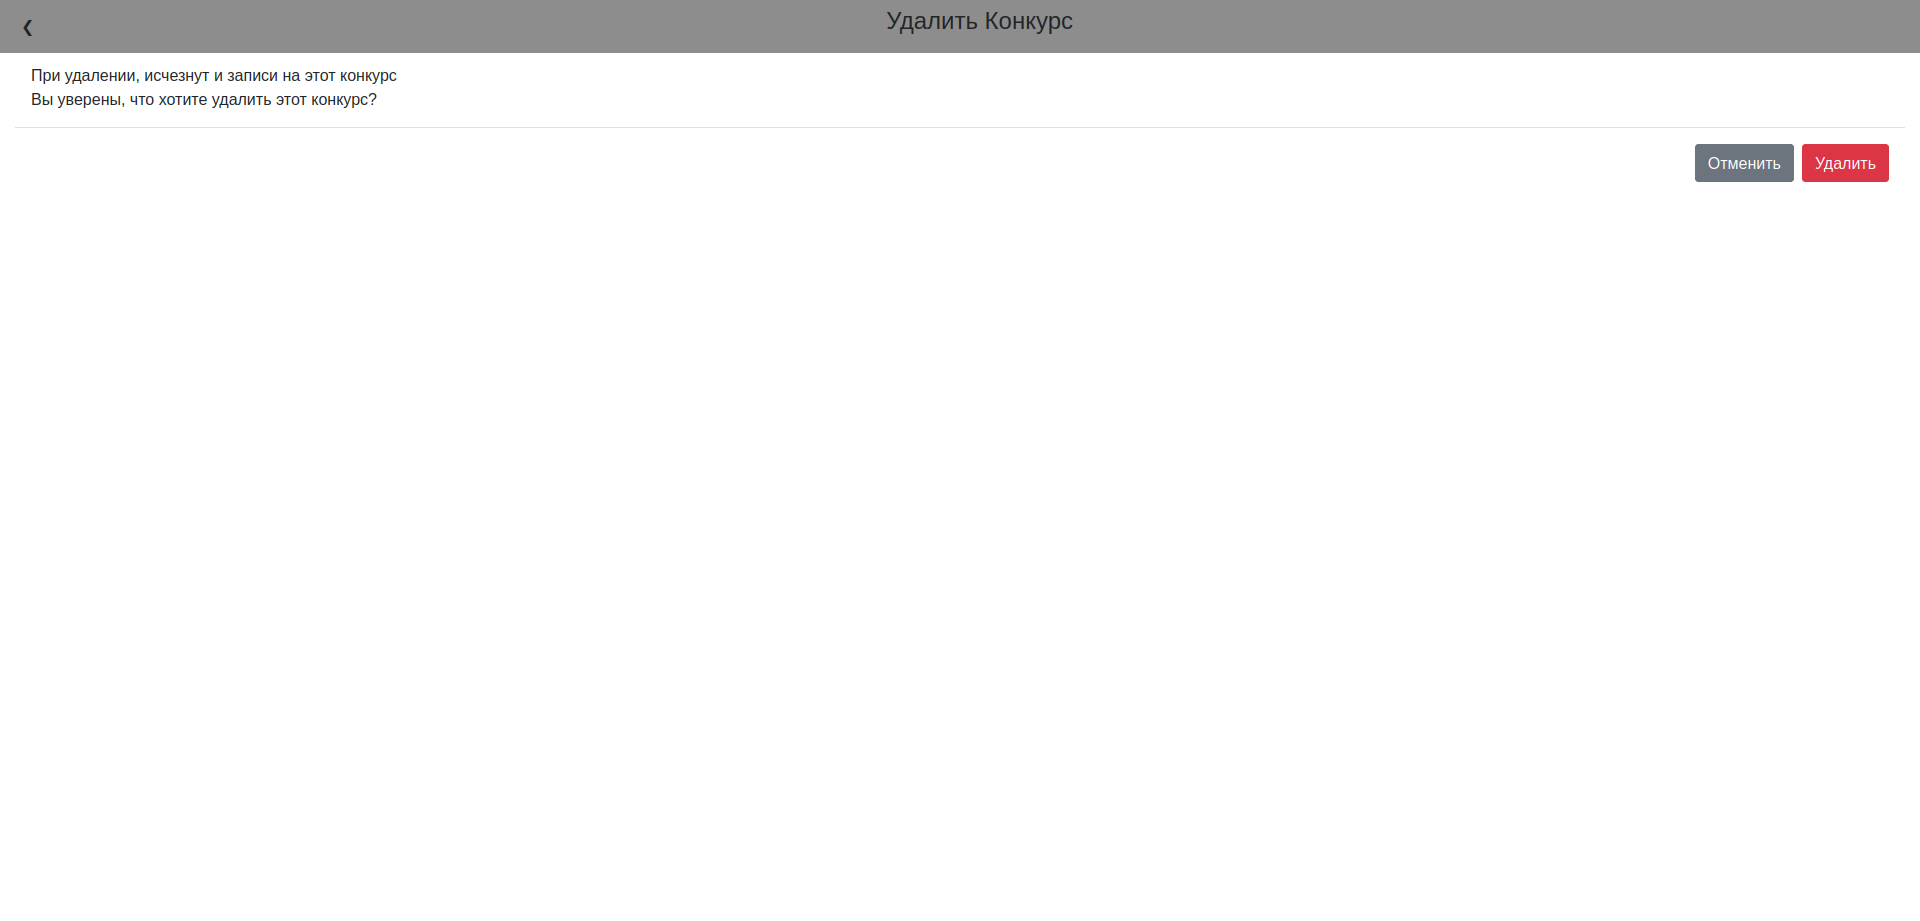 ❮
Удалить Конкурс
При удалении, исчезнут и записи на этот конкурс
Вы уверены, что хотите удалить этот конкурс?
Отменить
Удалить